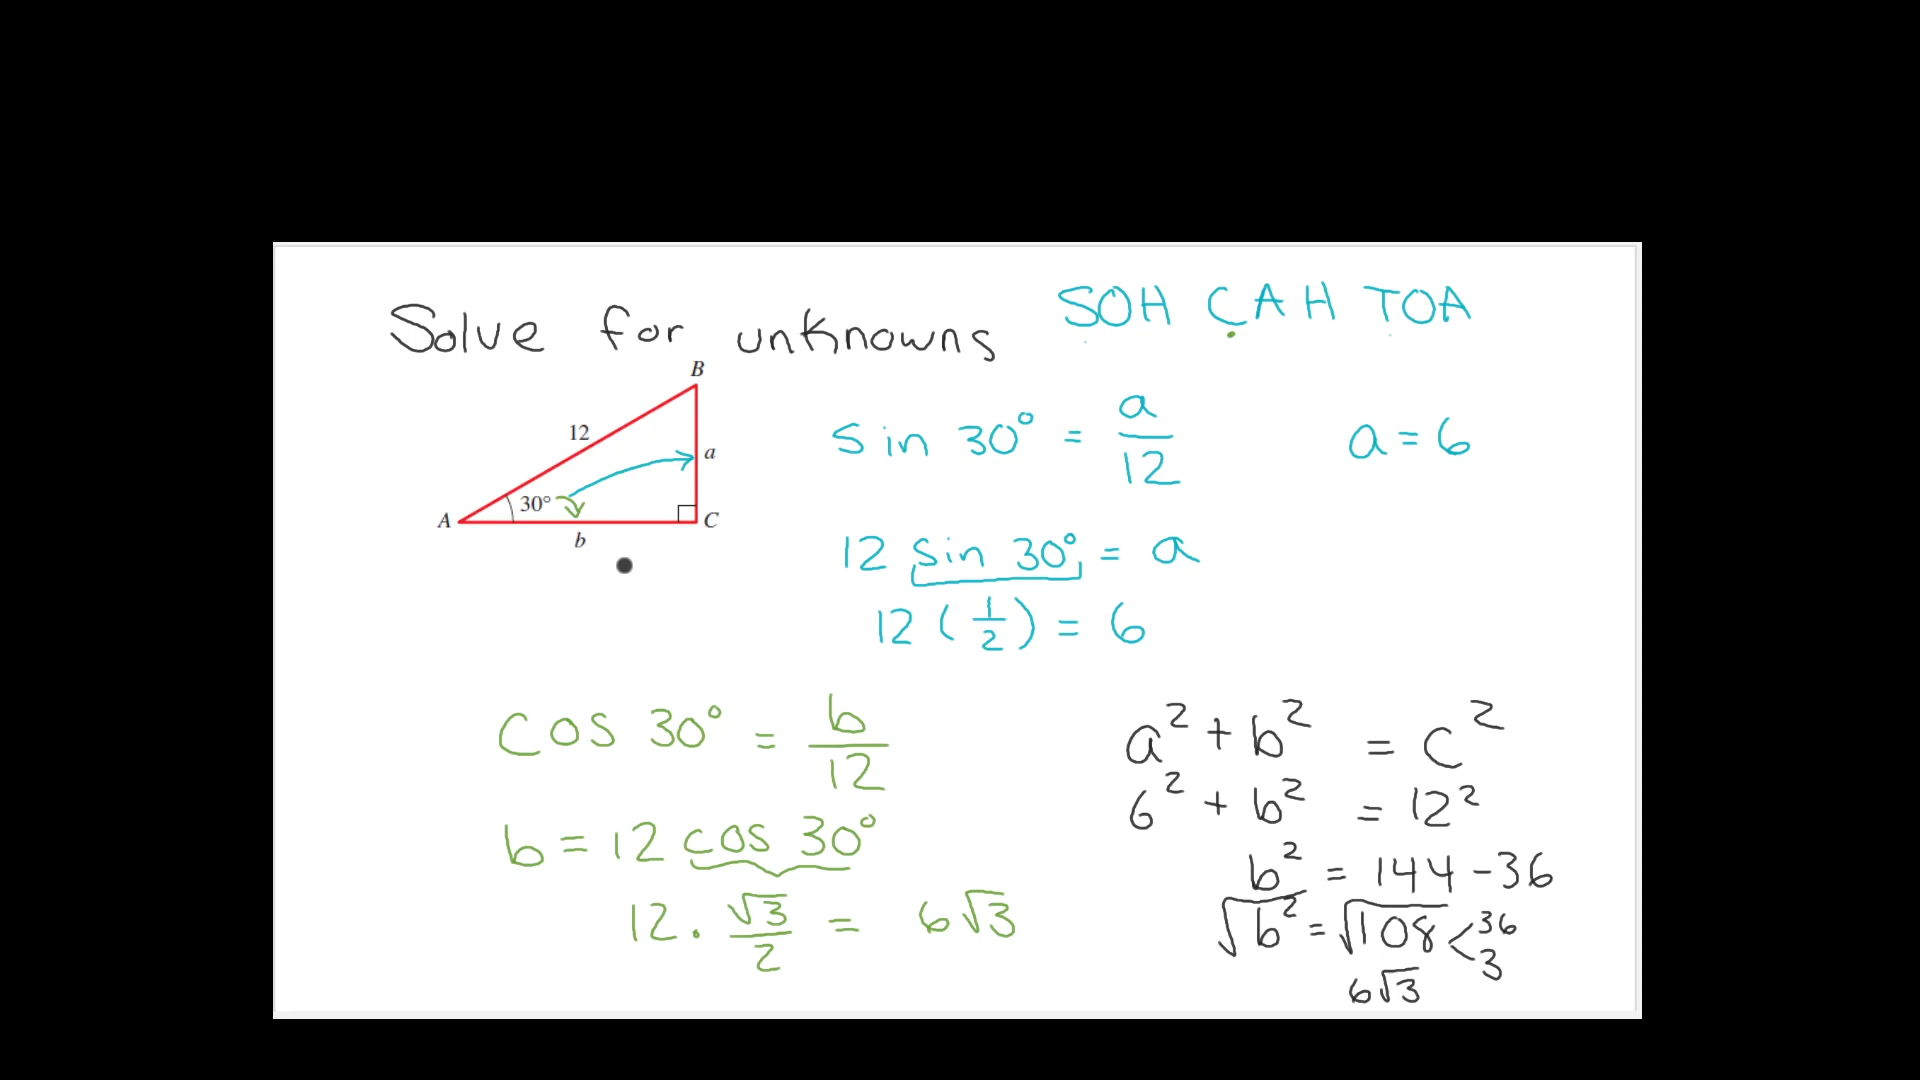 Solve for unknowns
SOH CAH TOA
B
12
a
30°
A
C
b
sin 30° = a/12
a = 6
12 sin 30° = a
12 (1/2) = 6
cos 30° = b/12
b = 12 cos 30°
12 · √3/2 = 6√3
a² + b² = c²
6² + b² = 12²
b² = 144 - 36
√b² = √108 < 36 3
6√3